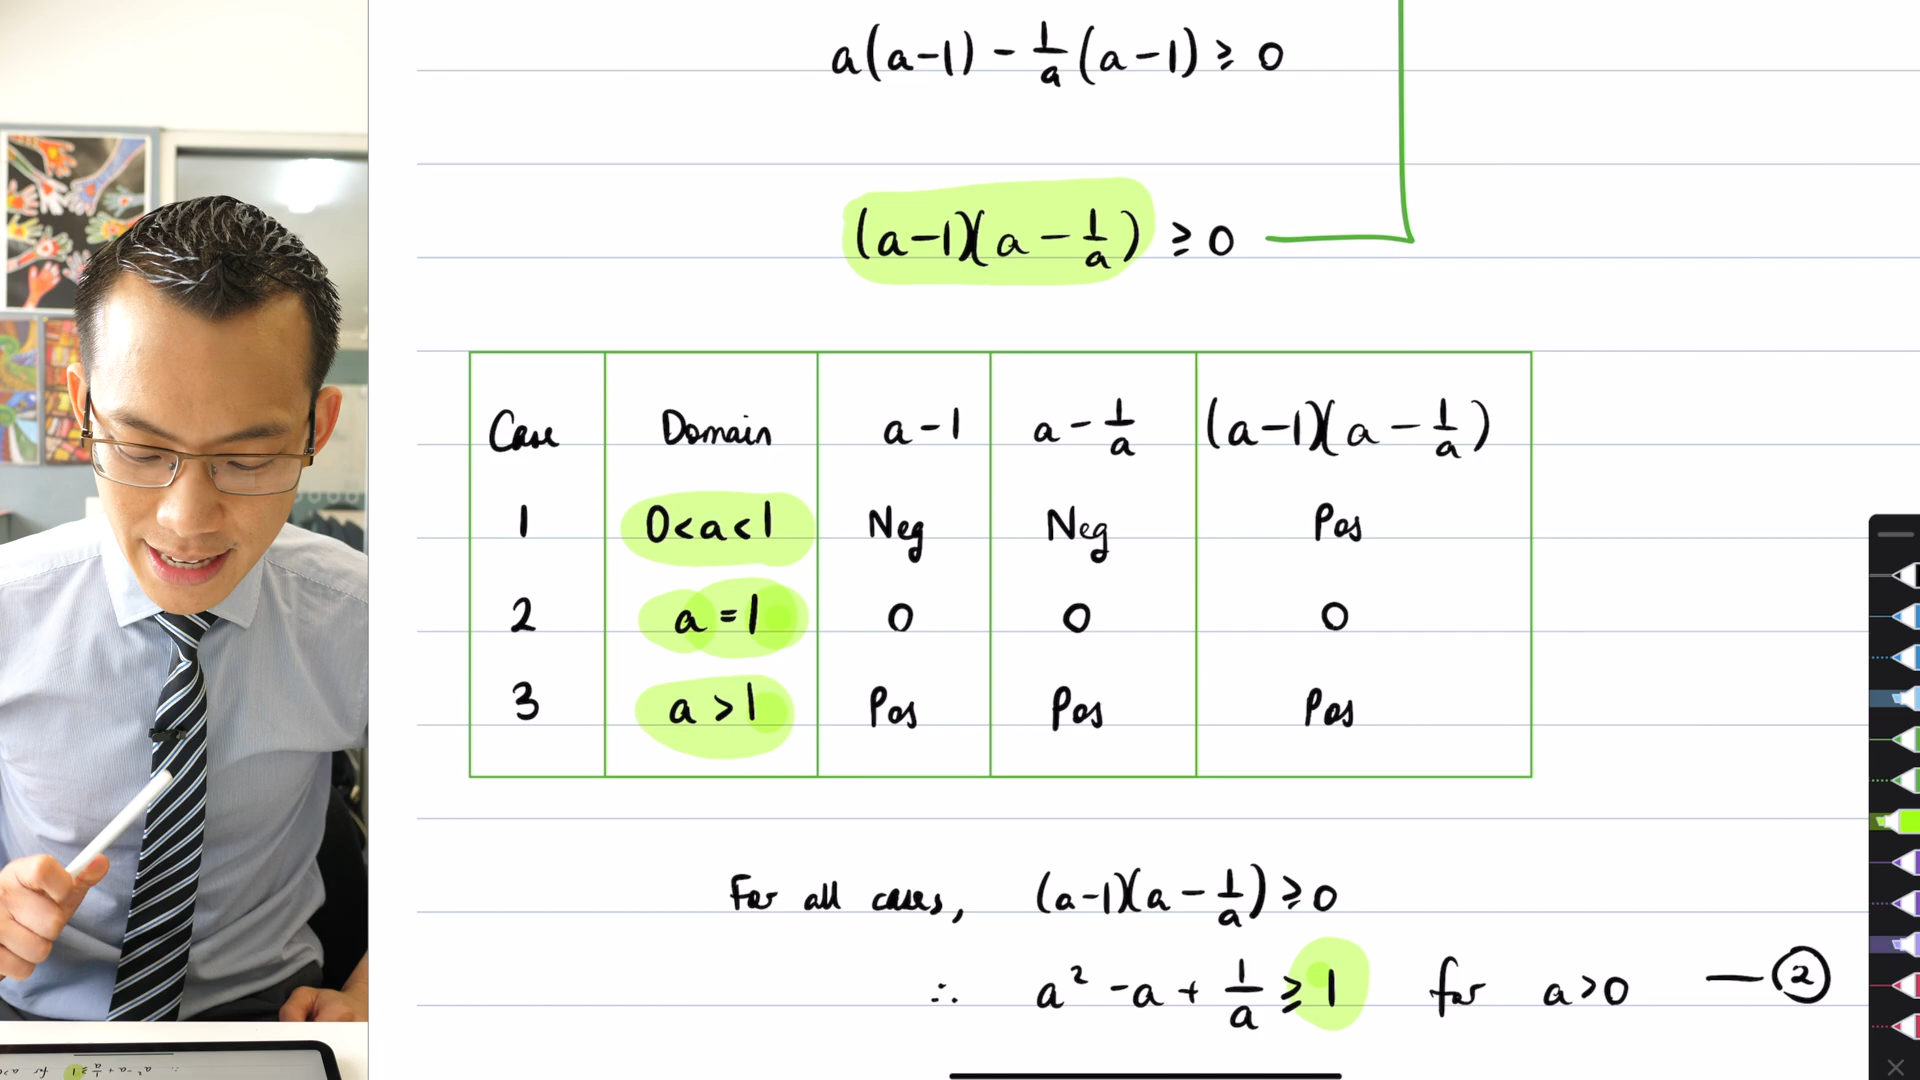 a(a-1) - 1/a (a-1) ≥ 0
(a-1)(a - 1/a) ≥ 0
Case Domain a-1 a - 1/a (a-1)(a - 1/a)
1 0<a<1 Neg Neg Pos
2 a=1 0 0 0
3 a>1 Pos Pos Pos
For all cases, (a-1)(a - 1/a) ≥ 0
∴ a² - a + 1/a ≥ 1 for a>0 — ②